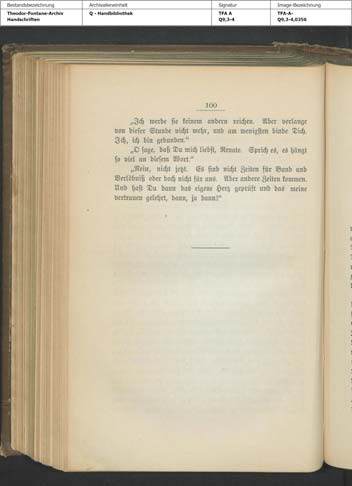 Bestandsbezeichnung Archivalieneinheit Signatur Image-Bezeichnung
Theodor-Fontane-Archiv Q - Handbibliothek TFA A TFA-A-
Handschriften Q9,3-4 Q9,3-4,0356
100
„Ich werde sie keinem andern reichen. Aber verlange
von dieser Stunde nicht mehr, und am wenigsten binde Dich.
Ich, ich bin gebunden.“
„O sage, daß Du mich liebst, Renate. Sprich es, es hängt
so viel an diesem Wort.“
„Nein, nicht jetzt. Es sind nicht Zeiten für Band und
Verlöbniß oder doch nicht für uns. Aber andere Zeiten kommen.
Und hast Du dann das eigene Herz geprüft und das meine
vertrauen gelehrt, dann, ja dann!“